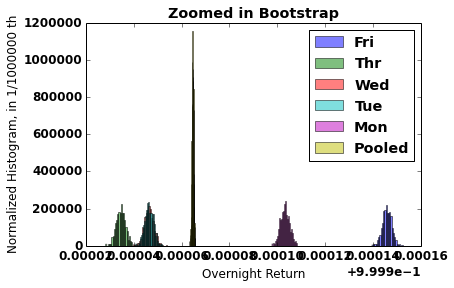 Zoomed in Bootstrap
Normalized Histogram, in 1/1000000 th
1200000
1000000
800000
600000
400000
200000
0
Fri
Thr
Wed
Tue
Mon
Pooled
0.00002 0.00004 0.00006 0.00008 0.00010 0.00012 0.00014 0.00016
Overnight Return
+9.999e−1